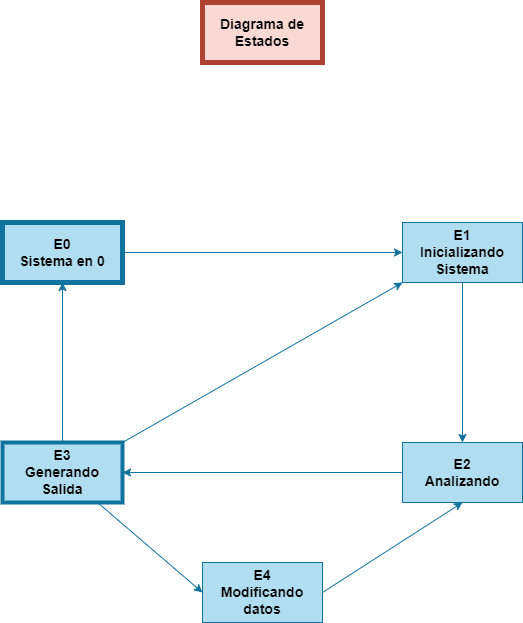 Diagrama de
Estados
E0
Sistema en 0
E1
Inicializando
Sistema
E3
Generando
Salida
E2
Analizando
E4
Modificando
datos